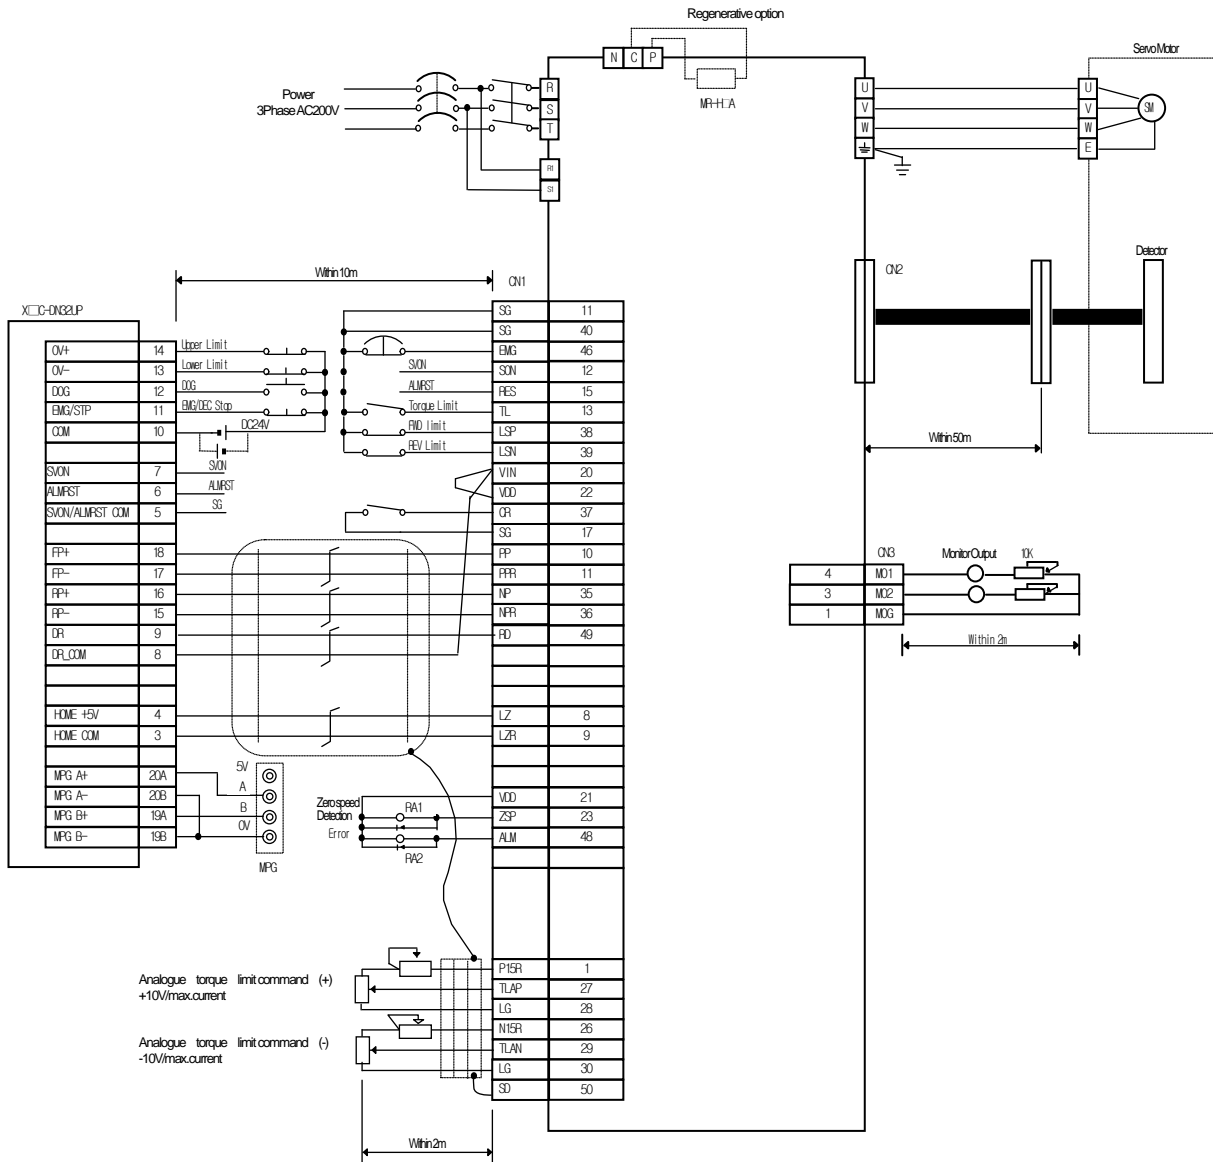 Regenerative option
N C P
MR-H□A
Servo Motor
Power
3Phase AC200V
R
S
T
R1
S1
U
V
W
U
V
W
E
SM
Within 10m
CN1
CN2
Detector
Within 50m
X□C-DN32UP
OV+ 14 Upper Limit
OV- 13 Lower Limit
DOG 12 DOG
EMG/STP 11 EMG/DEC Stop
COM 10 DC24V
SVON 7 SVON
ALMRST 6 ALMRST
SVON/ALMRST COM 5 SG
FP+ 18
FP- 17
RP+ 16
RP- 15
DR 9
DR_COM 8
HOME +5V 4
HOME COM 3
MPG A+ 20A
MPG A- 20B
MPG B+ 19A
MPG B- 19B
5V
A
B
0V
MPG
SG 11
SG 40
EMG 46
SVON SON 12
ALMRST RES 15
Torque Limit TL 13
FWD limit LSP 38
REV Limit LSN 39
VIN 20
VDD 22
CR 37
SG 17
PP 10
PPR 11
NP 35
NPR 36
RD 49
LZ 8
LZR 9
VDD 21
ZSP 23
ALM 48
Zero speed
Detection
Error
RA1
RA2
P15R 1
TLAP 27
LG 28
N15R 26
TLAN 29
LG 30
SD 50
Analogue torque limit command (+)
+10V/max.current
Analogue torque limit command (-)
-10V/max.current
Within 2m
CN3
Monitor Output
10K
4 MO1
3 MO2
1 MOG
Within 2m